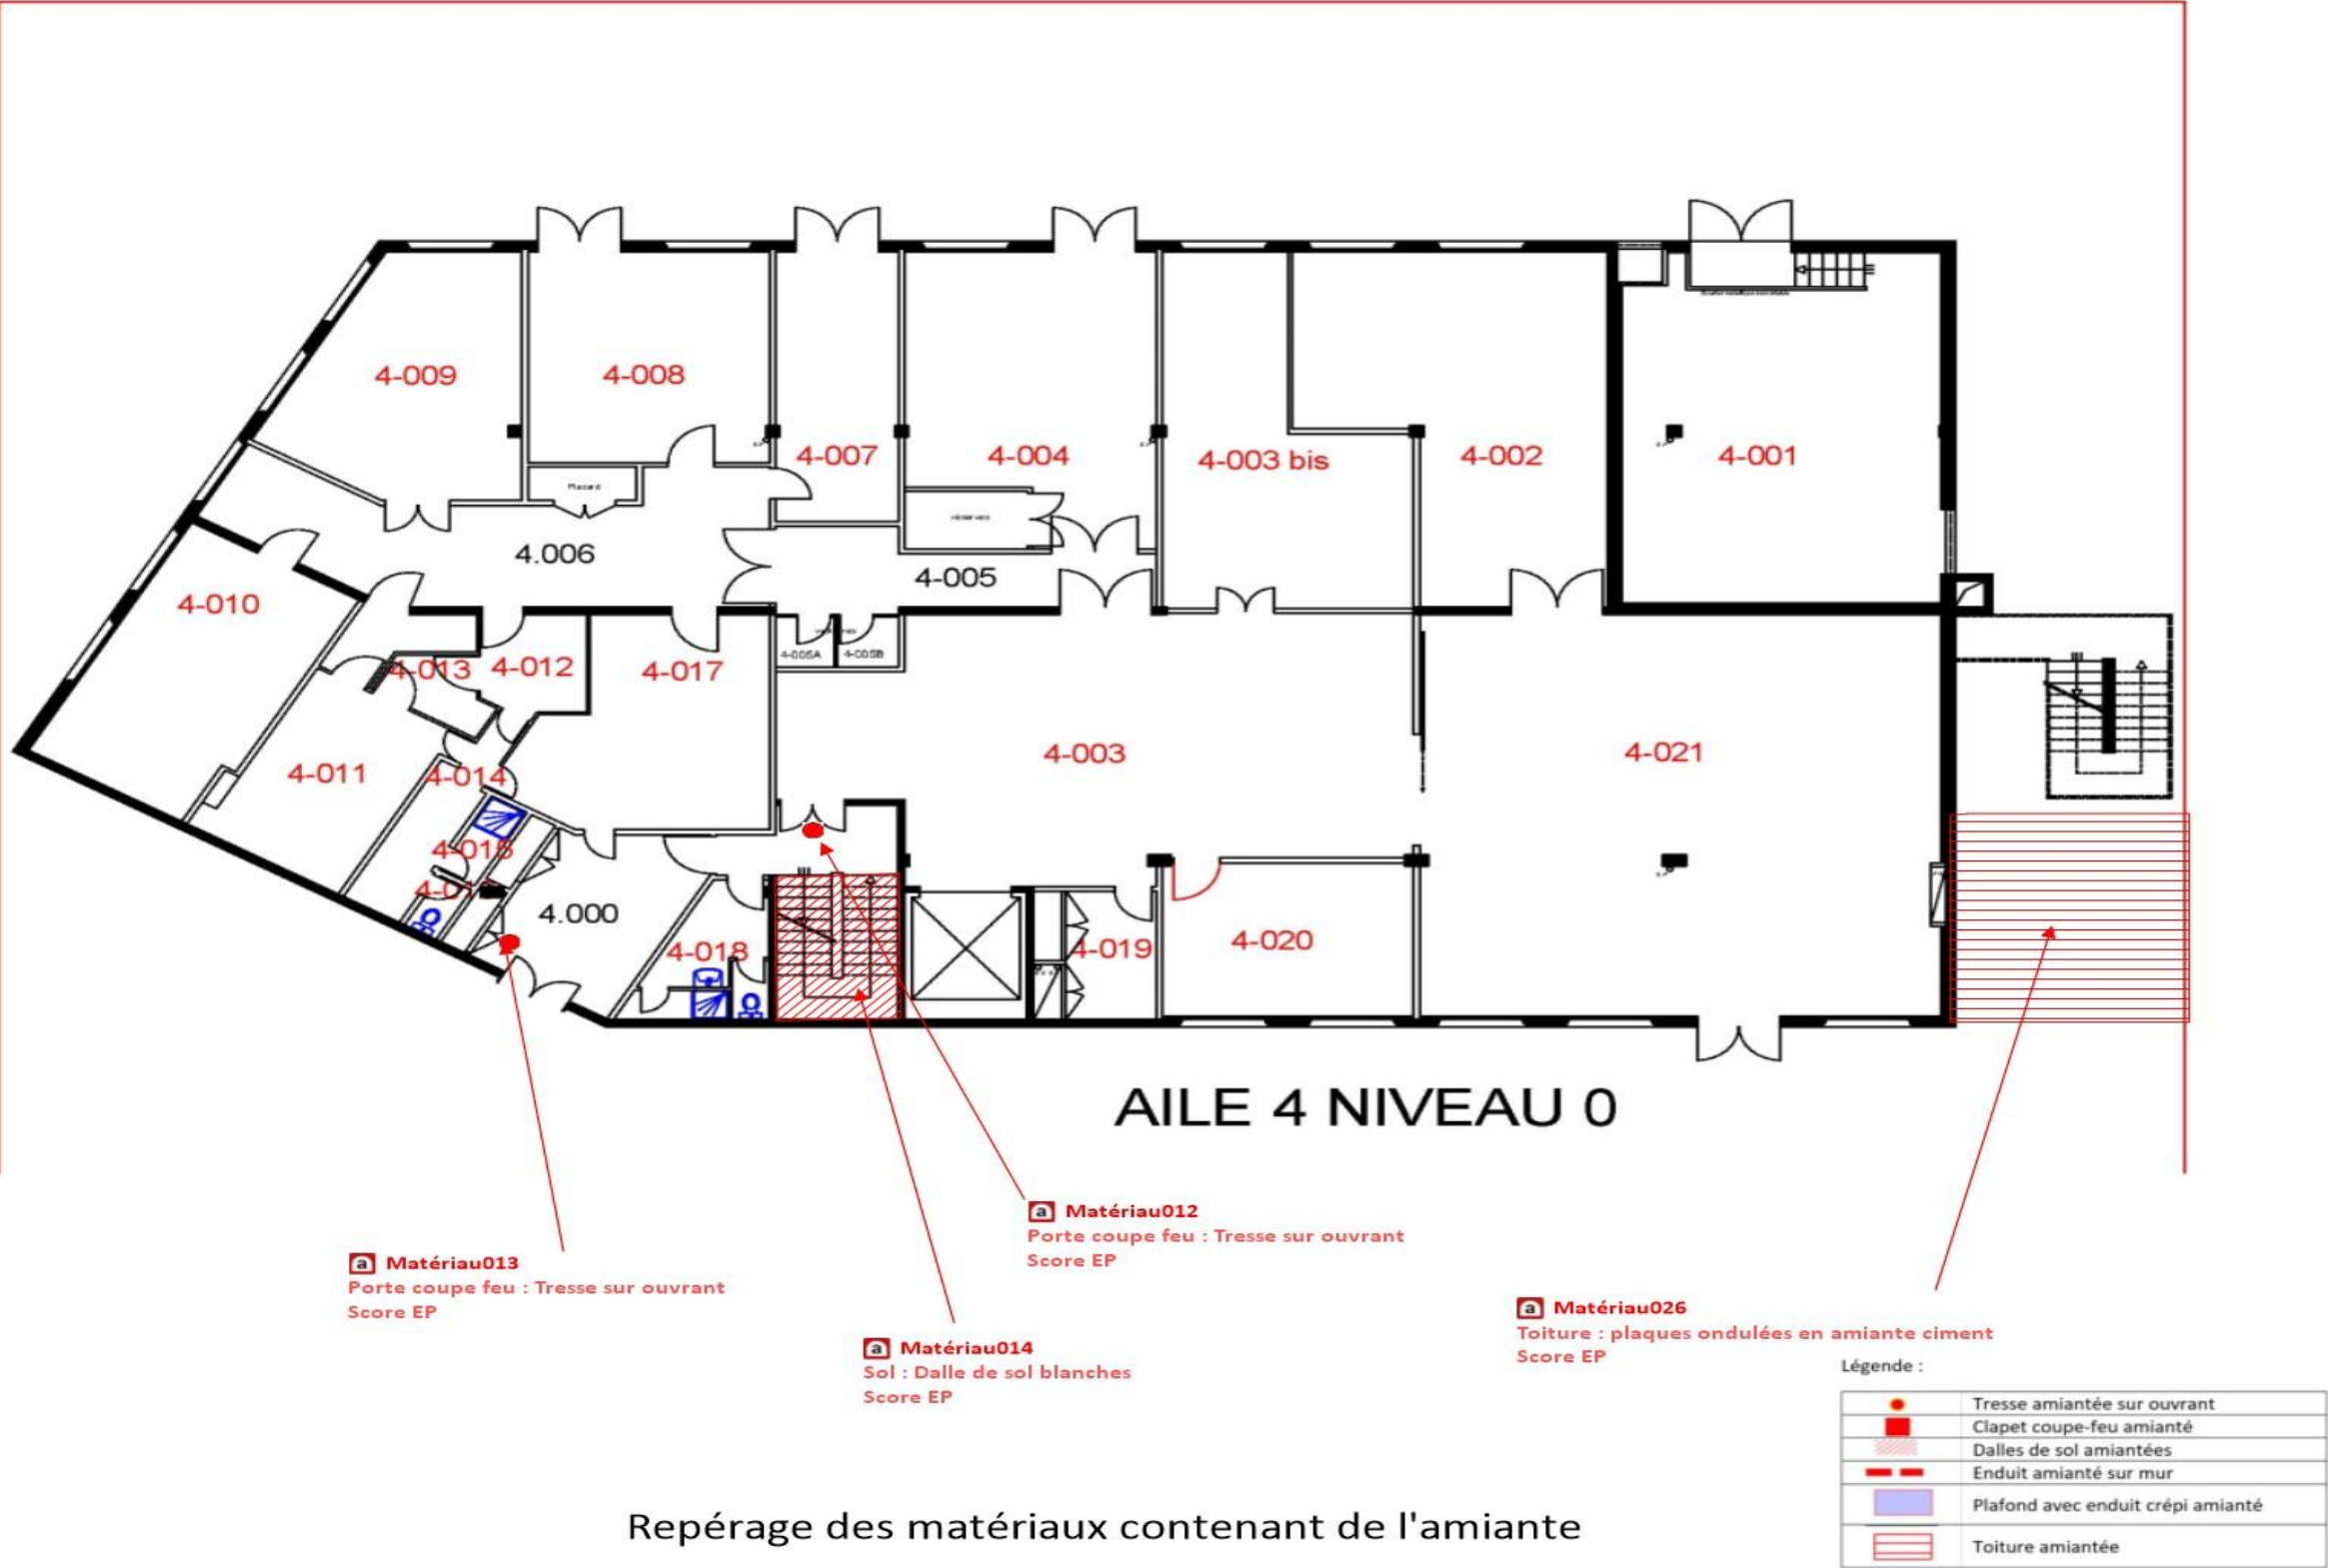 4-009
4-008
4-007
4-004
4-003 bis
4-002
4-001
Placard
4.006
4-005
4-010
4-013
4-012
4-017
4-005A
4-005B
4-011
4-014
4-003
4-021
4-015
4.000
4-018
4-019
4-020
AILE 4 NIVEAU 0
a Matériau012
Porte coupe feu : Tresse sur ouvrant
Score EP
a Matériau013
Porte coupe feu : Tresse sur ouvrant
Score EP
a Matériau014
Sol : Dalle de sol blanches
Score EP
a Matériau026
Toiture : plaques ondulées en amiante ciment
Score EP
Légende :
Tresse amiantée sur ouvrant
Clapet coupe-feu amianté
Dalles de sol amiantées
Enduit amianté sur mur
Plafond avec enduit crépi amianté
Toiture amiantée
Repérage des matériaux contenant de l'amiante